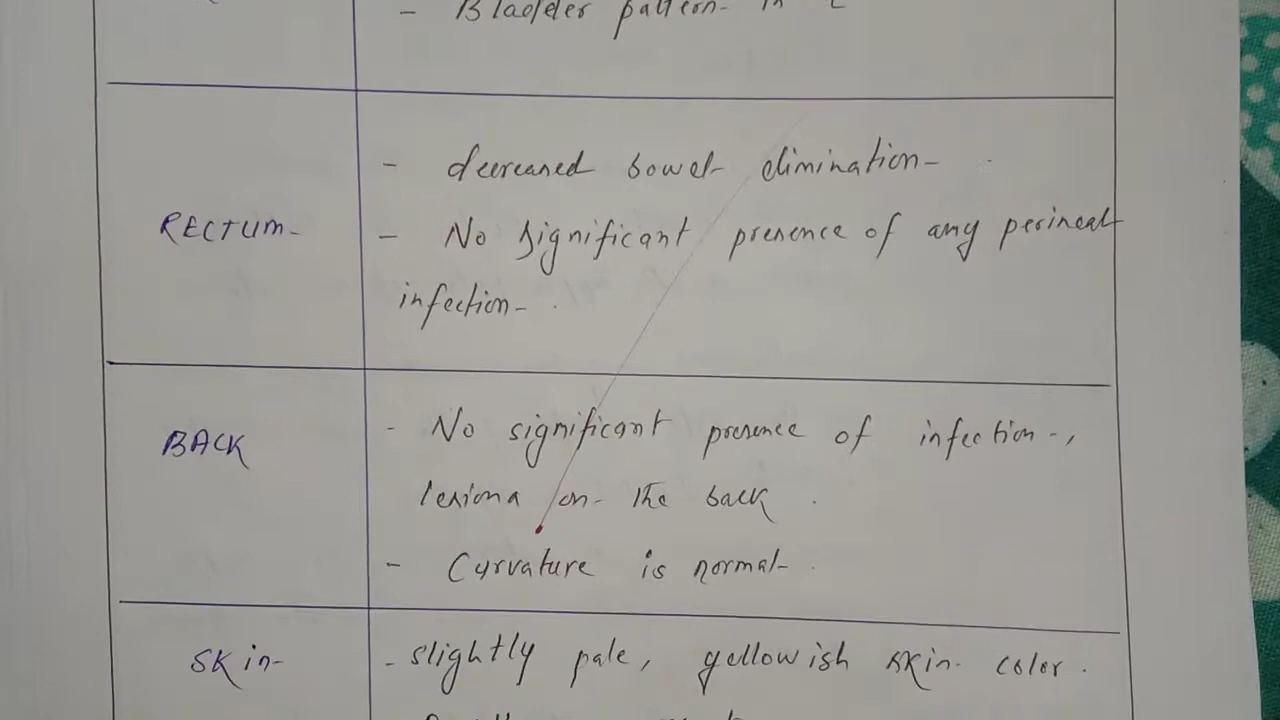 - Bladder pattern- in
- decreased bowel elimination-
RECTUM- - No significant presence of any perineal
infection-
BACK - No significant presence of infection-,
lesions on- the back
- Curvature is normal-
Skin- - slightly pale, yellowish skin color.